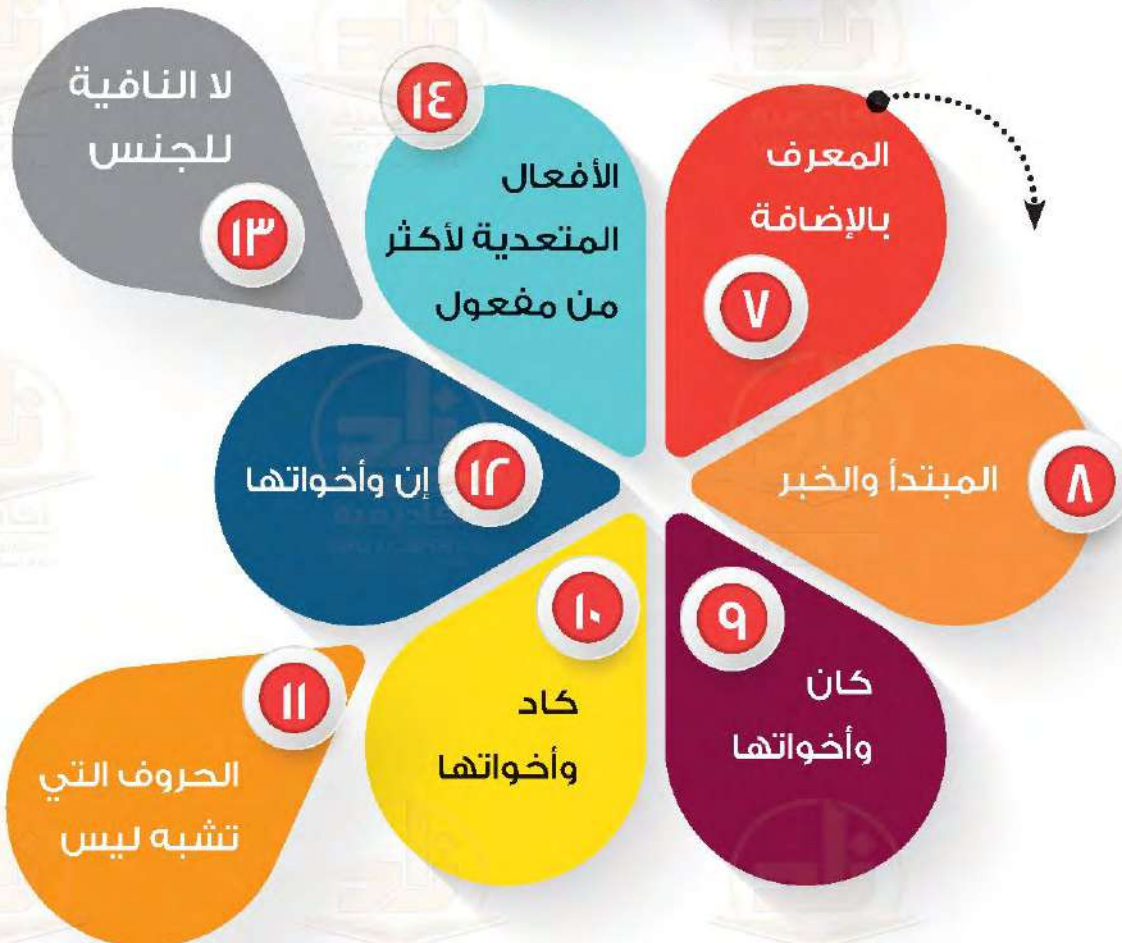 المعرف
بالإضافة
٧
المبتدأ والخبر
٨
٩
كان
وأخواتها
١٠
كاد
وأخواتها
١١
الحروف التي
تشبه ليس
١٢
إن وأخواتها
لا النافية
للجنس
١٣
١٤
الأفعال
المتعدية لأكثر
من مفعول